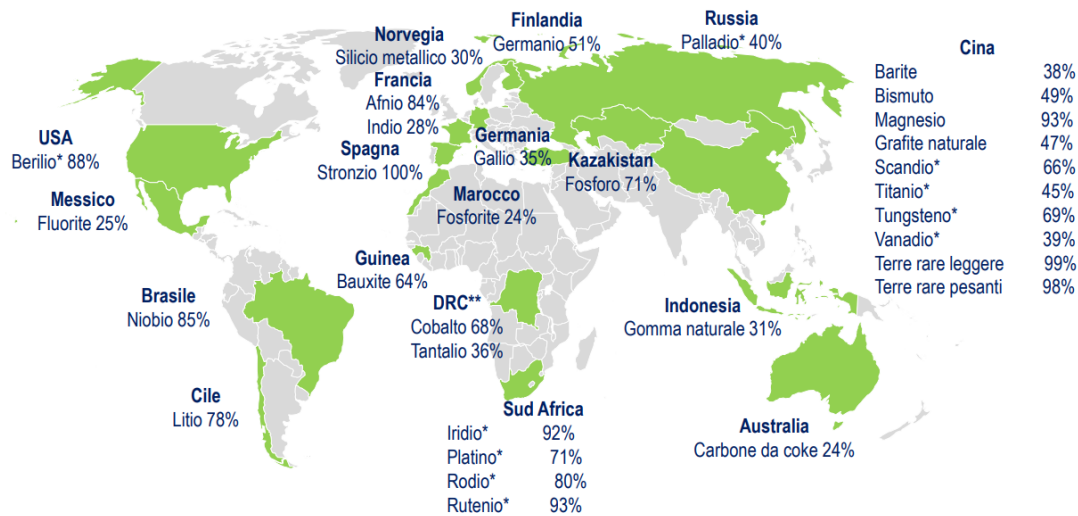 Norvegia
Silicio metallico 30%
Finlandia
Germanio 51%
Russia
Palladio* 40%
Francia
Afnio 84%
Indio 28%
Germania
Gallio 35%
Spagna
Stronzio 100%
Kazakistan
Fosforo 71%
USA
Berilio* 88%
Messico
Fluorite 25%
Marocco
Fosforite 24%
Guinea
Bauxite 64%
DRC**
Cobalto 68%
Tantalio 36%
Brasile
Niobio 85%
Cile
Litio 78%
Sud Africa
Iridio* 92%
Platino* 71%
Rodio* 80%
Rutenio* 93%
Indonesia
Gomma naturale 31%
Australia
Carbone da coke 24%
Cina
Barite 38%
Bismuto 49%
Magnesio 93%
Grafite naturale 47%
Scandio* 66%
Titanio* 45%
Tungsteno* 69%
Vanadio* 39%
Terre rare leggere 99%
Terre rare pesanti 98%